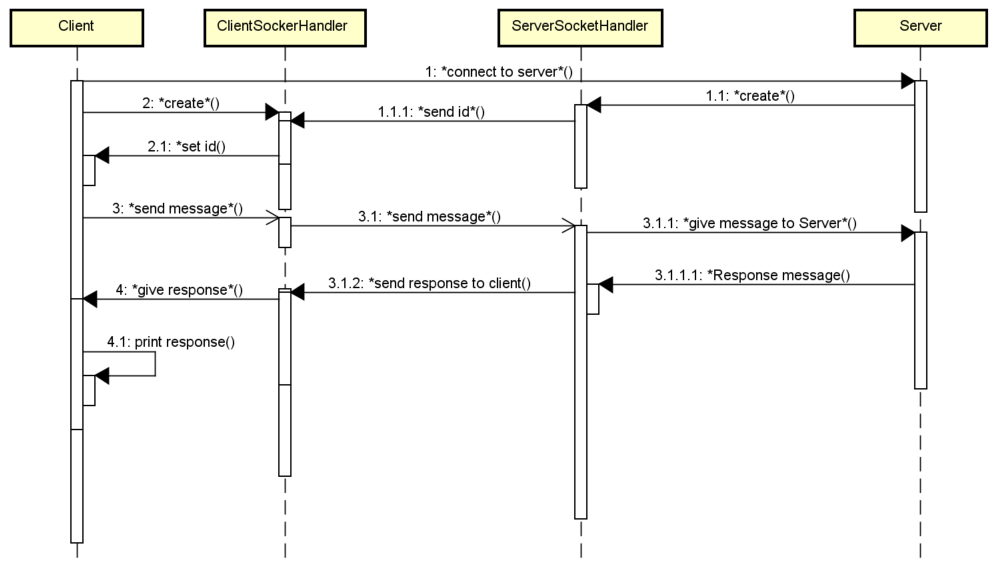 Client
ClientSockerHandler
ServerSocketHandler
Server
1: *connect to server*()
2: *create*()
1.1: *create*()
1.1.1: *send id*()
2.1: *set id()
3: *send message*()
3.1: *send message*()
3.1.1: *give message to Server*()
3.1.1.1: *Response message()
4: *give response*()
3.1.2: *send response to client()
4.1: print response()